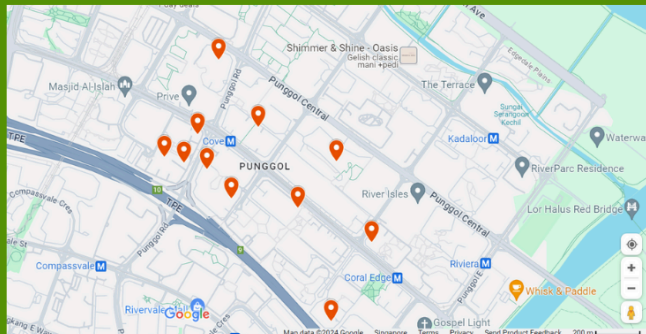 Shimmer & Shine - Oasis
Gelish classic
mani +pedi
Edgedale Plains
Masjid Al-Islah
Prive
Punggol Rd
Punggol Central
The Terrace
Sungai
Serangoon
Kechil
Cove M
Kadaloor M
Waterwa
TPE
PUNGGOL
RiverParc Residence
10
River Isles
Punggol Central
Lor Halus Red Bridge
Compassvale Cres
TPE
Punggol Rd
9
Compassvale M
Coral Edge M
Riviera M
Punggol E
Whisk & Paddle
Rivervale
Google
Gospel Light
Map data ©2024 Google Singapore Terms Privacy Send Product Feedback 200 m